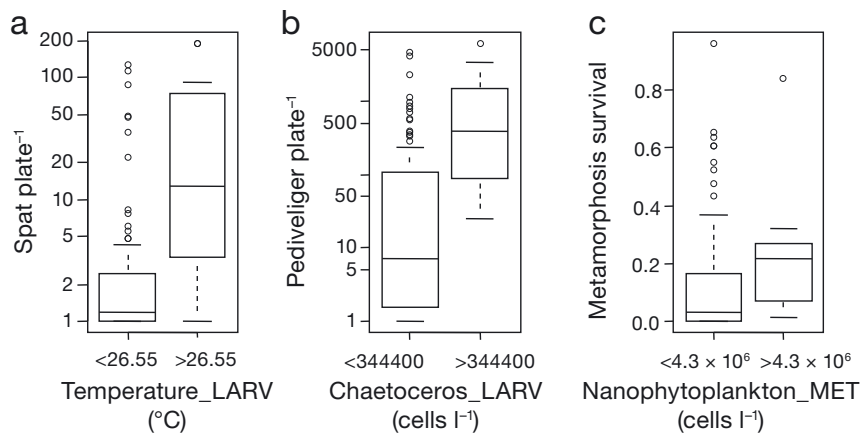 a
200
100
50
20
10
5
2
1
Spat plate⁻¹
<26.55 >26.55
Temperature_LARV
(°C)
b
5000
500
50
10
5
1
Pediveliger plate⁻¹
<344400 >344400
Chaetoceros_LARV
(cells l⁻¹)
c
0.8
0.6
0.4
0.2
0.0
Metamorphosis survival
<4.3 × 10⁶ >4.3 × 10⁶
Nanophytoplankton_MET
(cells l⁻¹)